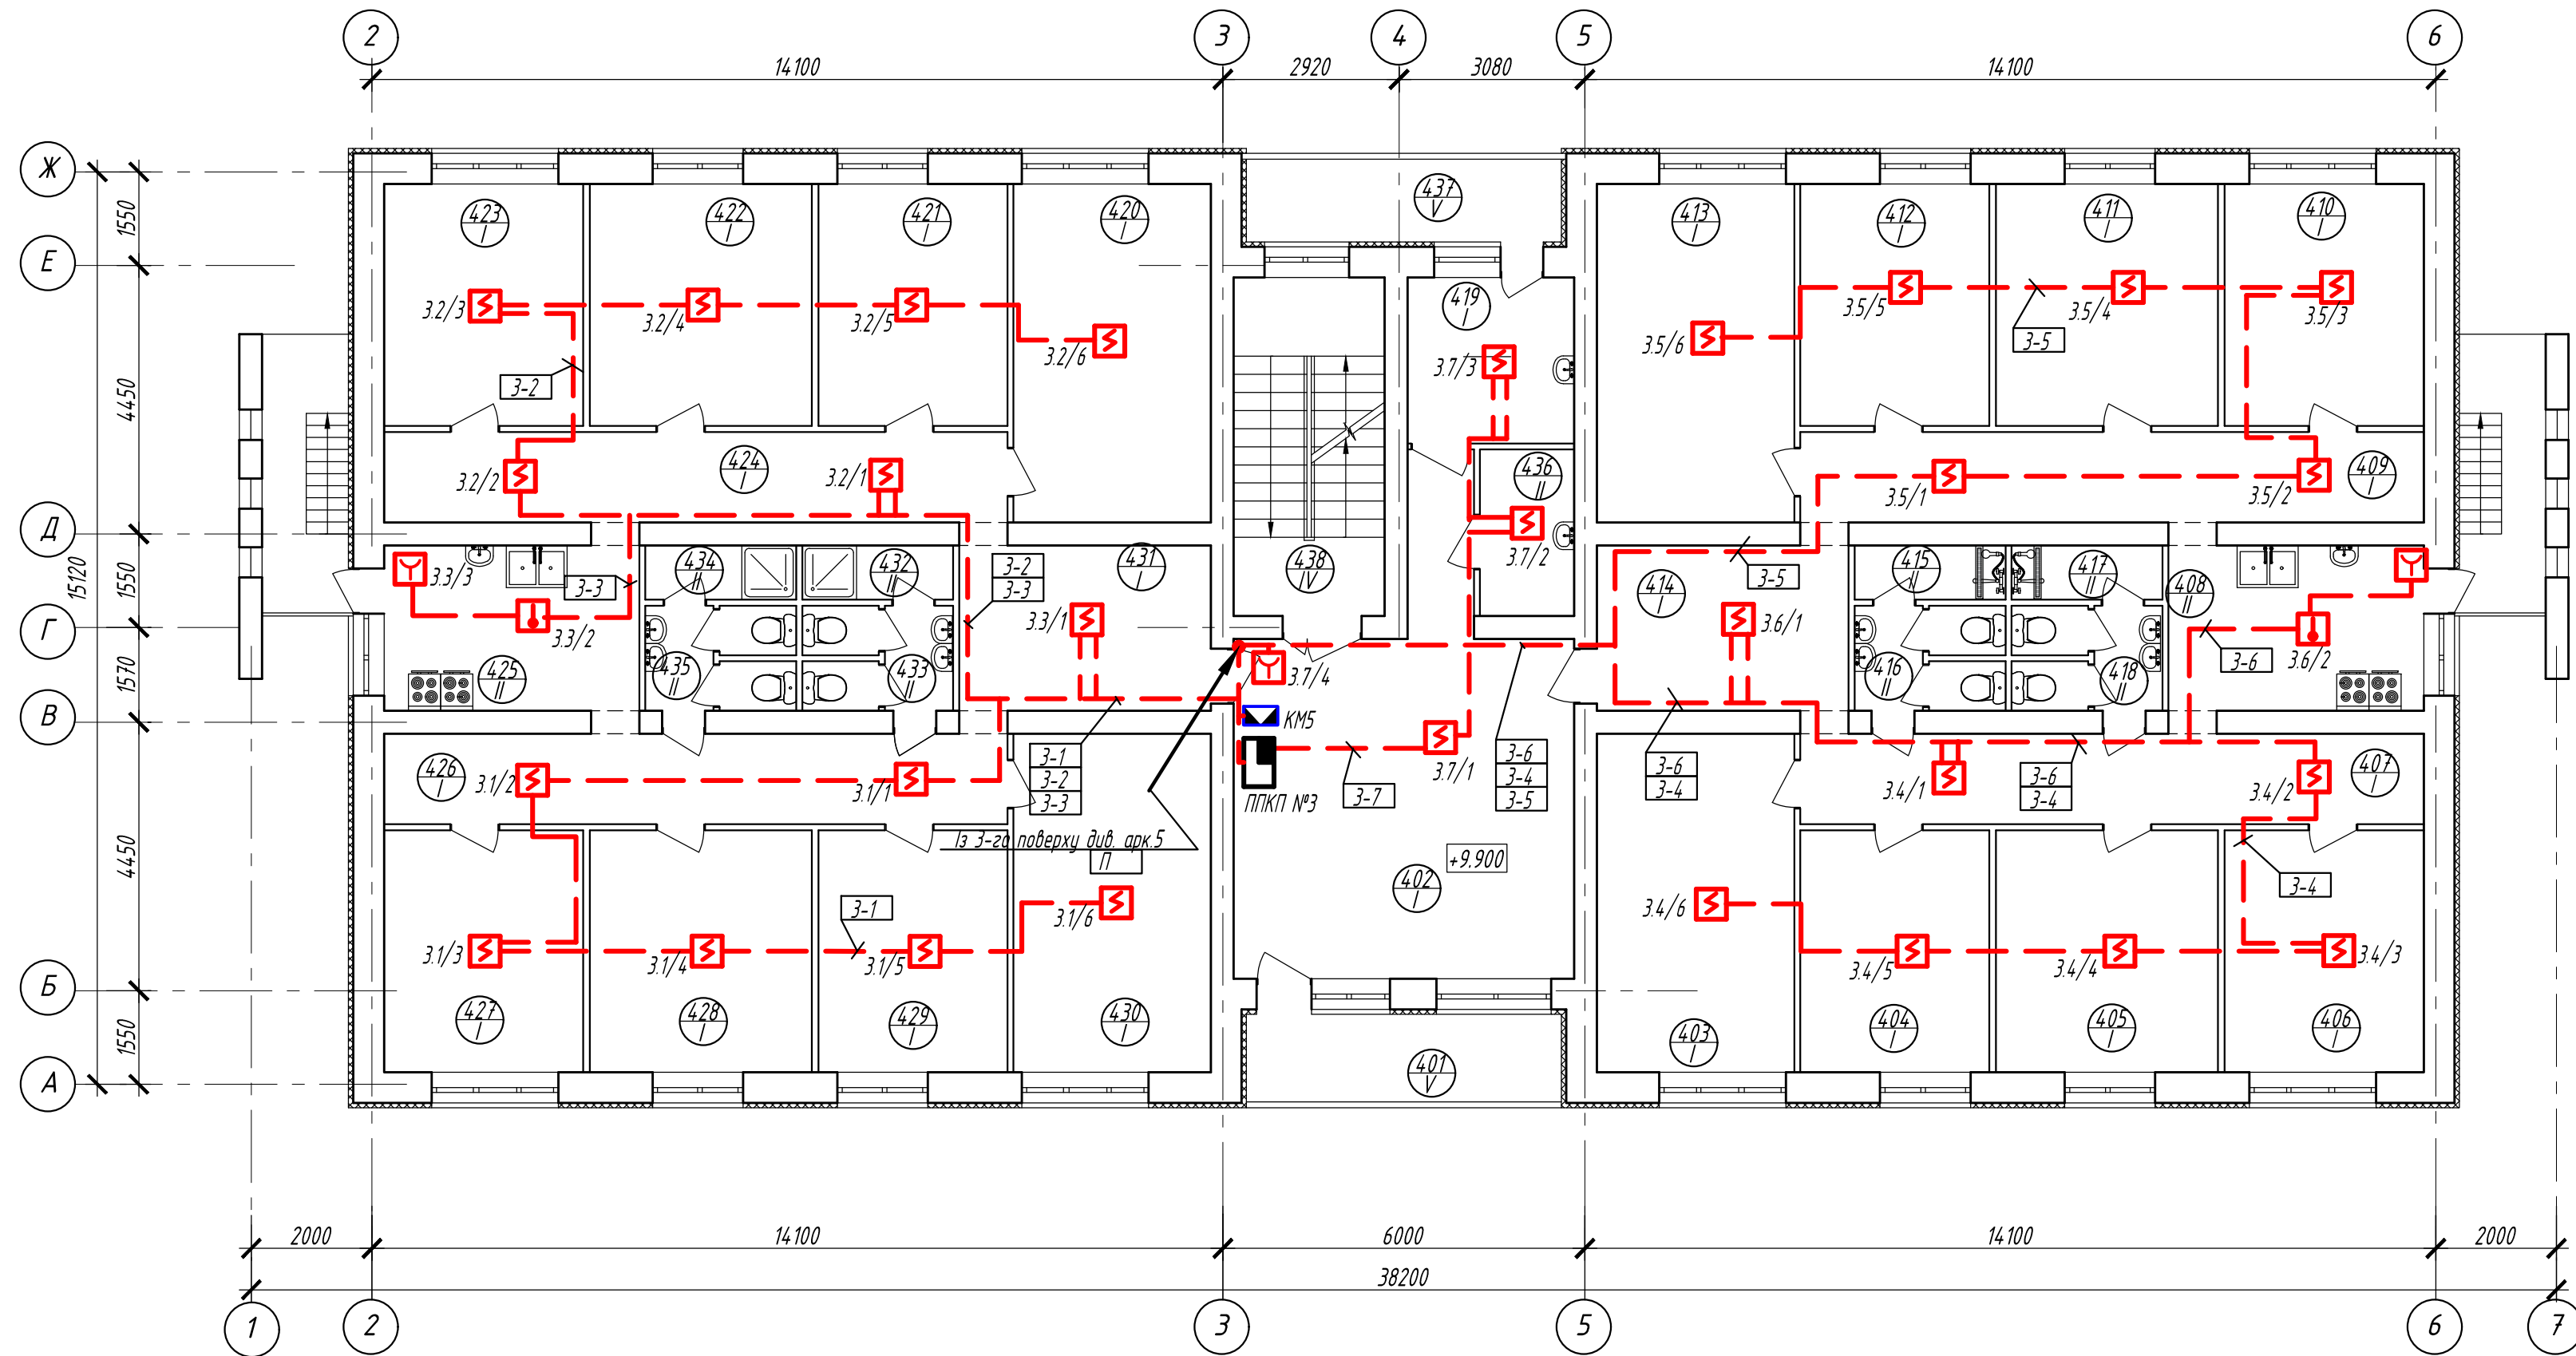 2
3
4
5
6
14100
2920
3080
14100
Ж
Е
Д
Г
В
Б
А
1550
4450
1550
1570
4450
1550
15120
423
I
422
I
421
I
420
I
437
V
413
I
412
I
411
I
410
I
419
I
3.2/3
3.2/4
3.2/5
3.2/6
3.7/3
3.5/6
3.5/5
3.5/4
3.5/3
3-5
3-2
3.2/2
424
I
3.2/1
436
II
3.7/2
3.5/1
3.5/2
409
I
3.3/3
3-3
3.3/2
434
II
432
II
3-2
3-3
431
I
3.3/1
438
IV
414
I
3-5
3.6/1
415
II
417
II
408
II
3.6/2
3-6
425
II
435
II
433
II
3.7/4
КМ5
416
II
418
II
426
I
3.1/2
3.1/1
3-1
3-2
3-3
ППКП №3
3-7
3.7/1
3-6
3-4
3-5
3-6
3-4
3.4/1
3-6
3-4
3.4/2
407
I
Із 3-го поверху див. арк.5
П
+9.900
402
I
3-4
3-1
3.1/3
3.1/4
3.1/5
3.1/6
3.4/6
3.4/5
3.4/4
3.4/3
427
I
428
I
429
I
430
I
401
V
403
I
404
I
405
I
406
I
2000
14100
6000
14100
2000
38200
1
2
3
5
6
7